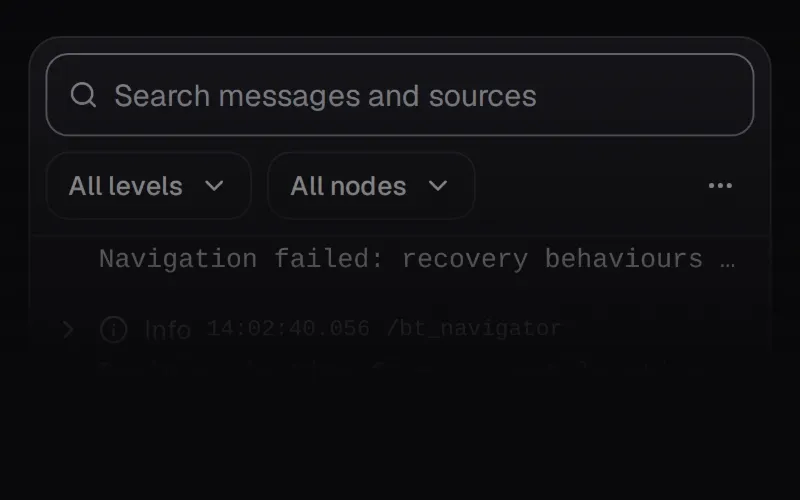 Search messages and sources
All levels
All nodes
Navigation failed: recovery behaviours …
Info 14:02:40.056 /bt_navigator